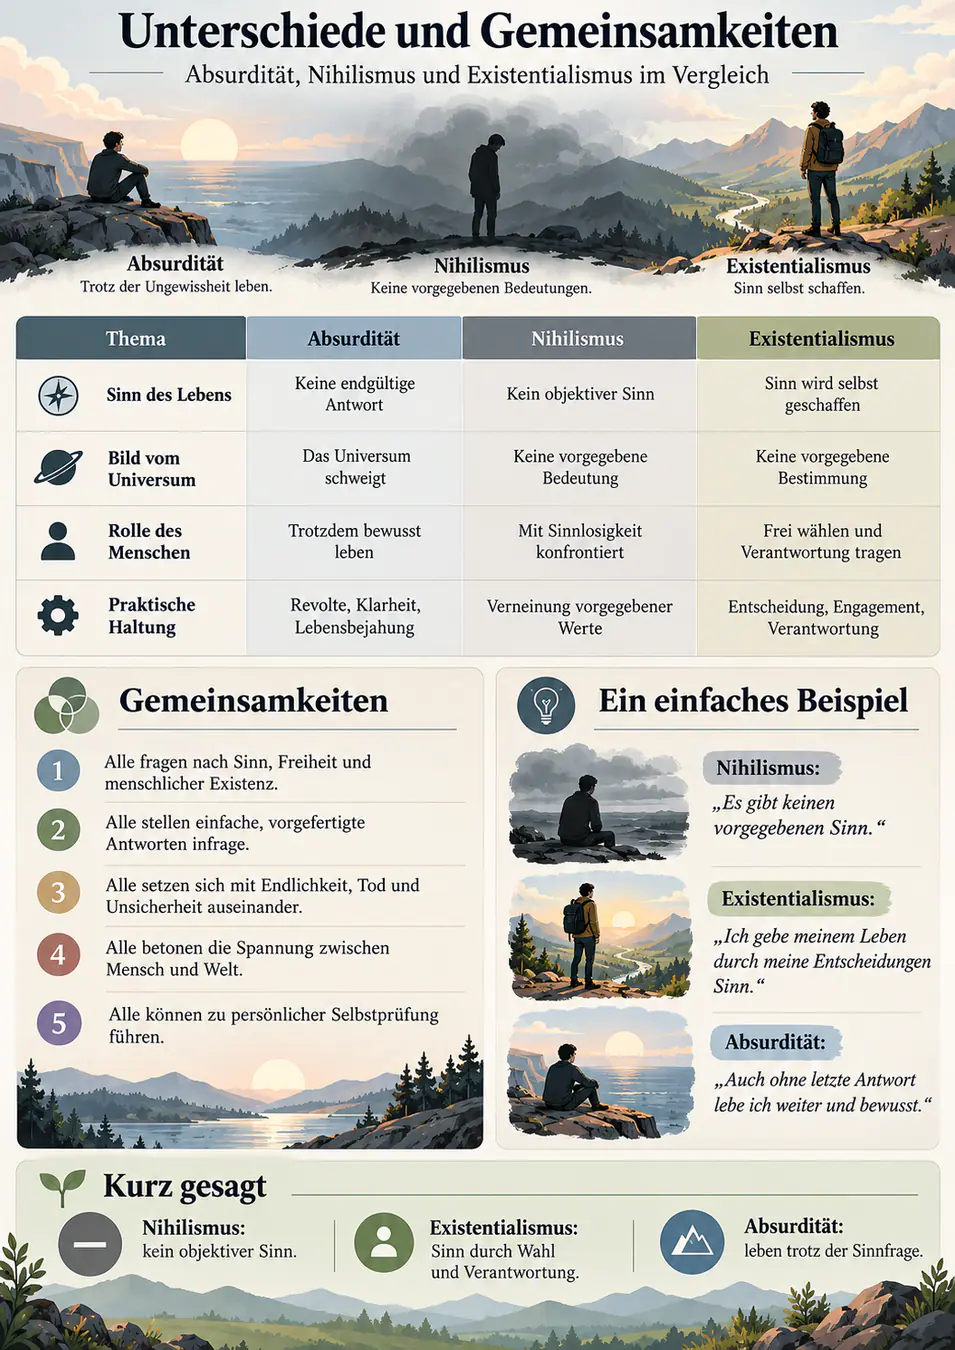 Unterschiede und Gemeinsamkeiten
Absurdität, Nihilismus und Existentialismus im Vergleich
Absurdität
Trotz der Ungewissheit leben.
Nihilismus
Keine vorgegebenen Bedeutungen.
Existentialismus
Sinn selbst schaffen.
Thema
Absurdität
Nihilismus
Existentialismus
Sinn des Lebens
Keine endgültige
Antwort
Kein objektiver Sinn
Sinn wird selbst
geschaffen
Bild vom
Universum
Das Universum
schweigt
Keine vorgegebene
Bedeutung
Keine vorgegebene
Bestimmung
Rolle des
Menschen
Trotzdem bewusst
leben
Mit Sinnlosigkeit
konfrontiert
Frei wählen und
Verantwortung tragen
Praktische
Haltung
Revolte, Klarheit,
Lebensbejahung
Verneinung vorgegebener
Werte
Entscheidung, Engagement,
Verantwortung
Gemeinsamkeiten
1
Alle fragen nach Sinn, Freiheit und
menschlicher Existenz.
2
Alle stellen einfache, vorgefertigte
Antworten infrage.
3
Alle setzen sich mit Endlichkeit, Tod und
Unsicherheit auseinander.
4
Alle betonen die Spannung zwischen
Mensch und Welt.
5
Alle können zu persönlicher Selbstprüfung
führen.
Ein einfaches Beispiel
Nihilismus:
„Es gibt keinen
vorgegebenen Sinn.“
Existentialismus:
„Ich gebe meinem Leben
durch meine Entscheidungen
Sinn.“
Absurdität:
„Auch ohne letzte Antwort
lebe ich weiter und bewusst.“
Kurz gesagt
Nihilismus:
kein objektiver Sinn.
Existentialismus:
Sinn durch Wahl
und Verantwortung.
Absurdität:
leben trotz der Sinnfrage.